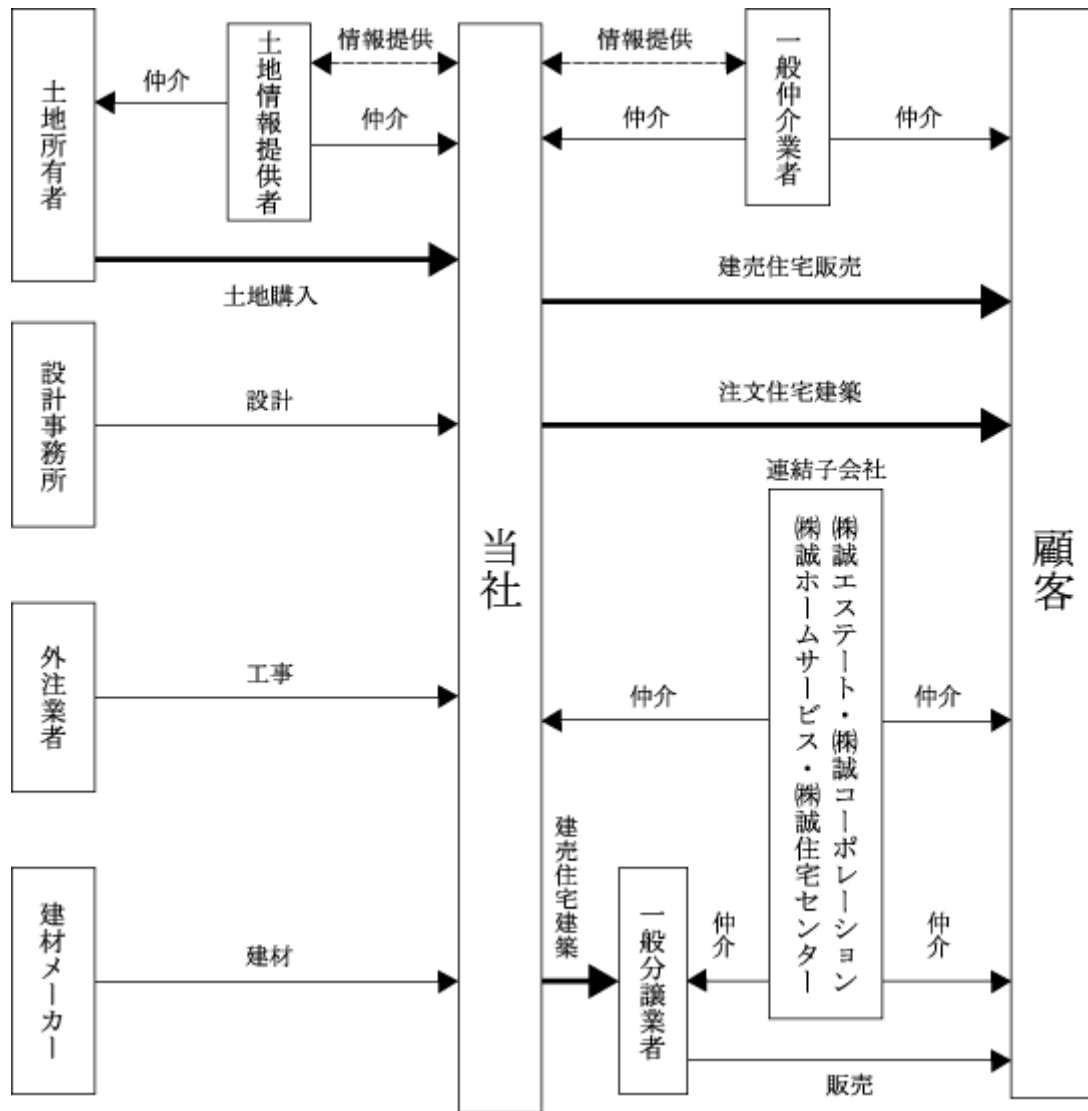 土地所有者
仲介
土地情報提供者
情報提供
仲介
土地購入
設計事務所
設計
外注業者
工事
建材メーカー
建材
当社
情報提供
一般仲介業者
仲介
仲介
建売住宅販売
注文住宅建築
連結子会社
㈱誠エステート・㈱誠コーポレーション
㈱誠ホームサービス・㈱誠住宅センター
仲介
仲介
建売住宅建築
一般分譲業者
仲介
仲介
販売
顧客